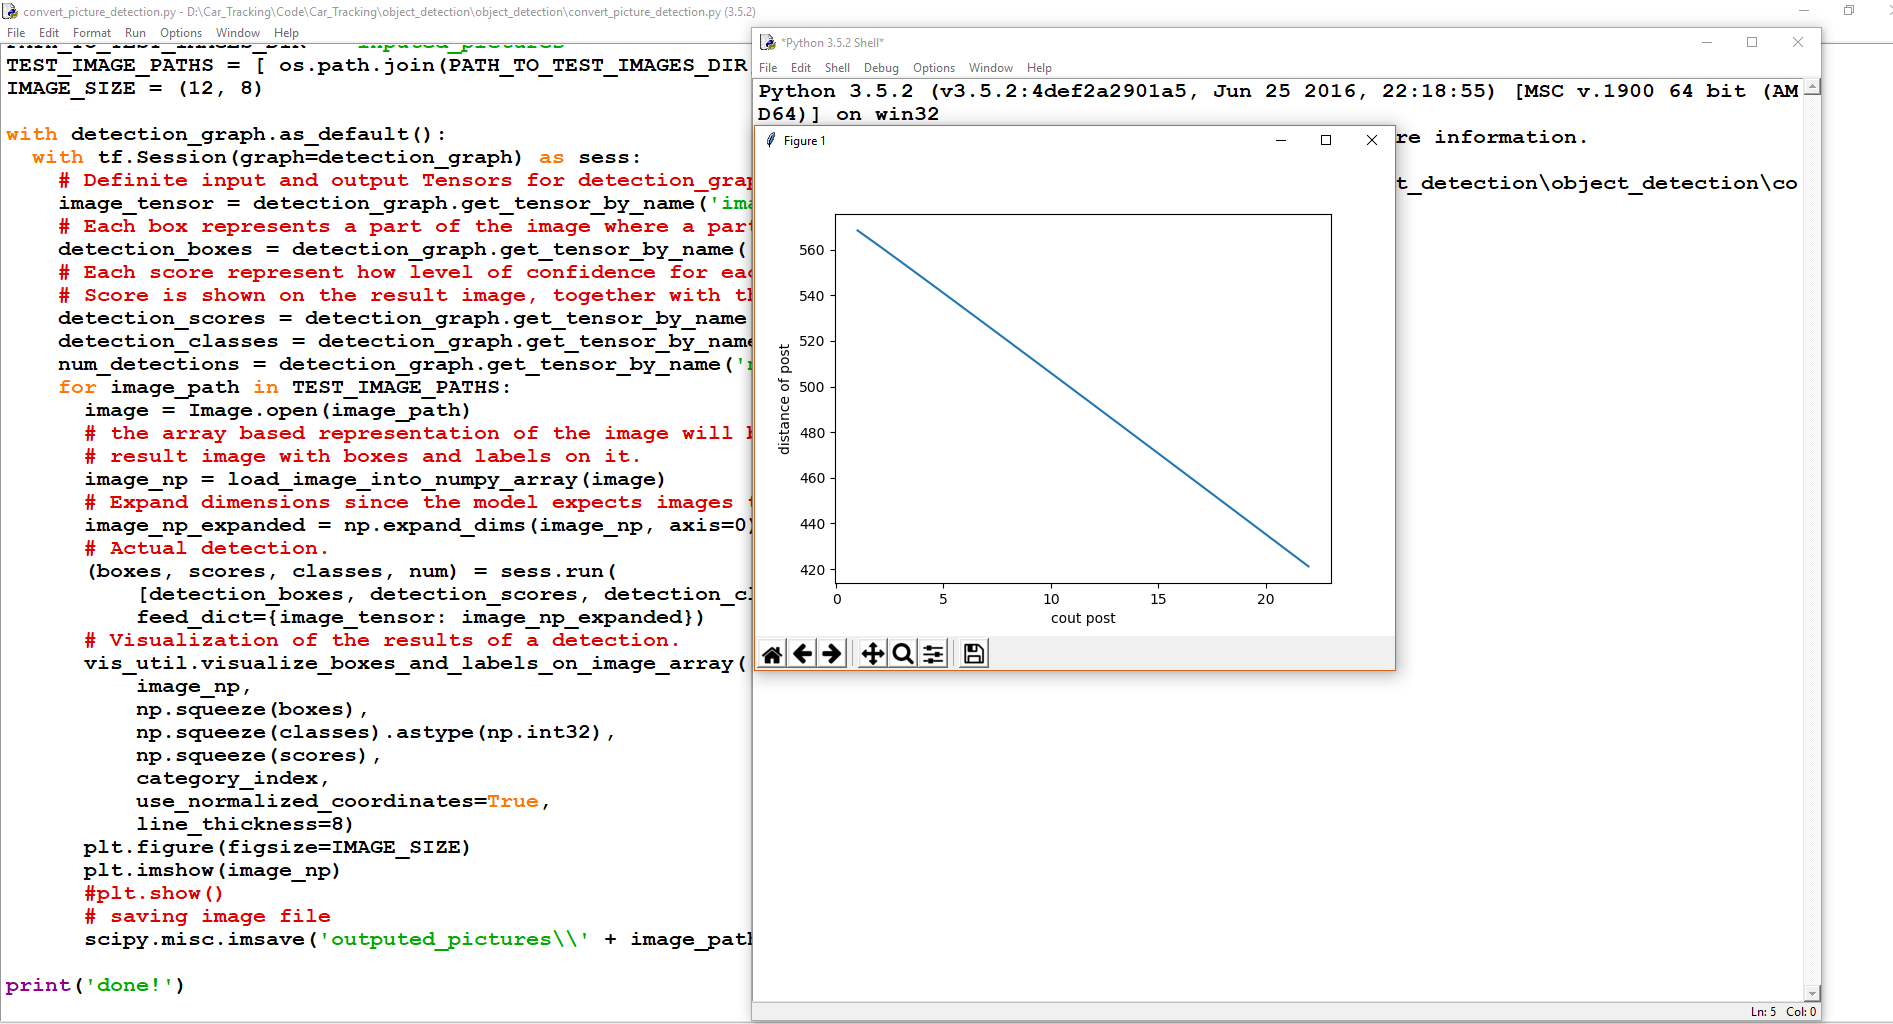 convert_picture_detection.py - D:\Car_Tracking\Code\Car_Tracking\object_detection\object_detection\convert_picture_detection.py (3.5.2)
File Edit Format Run Options Window Help
PATH_TO_TEST_IMAGES_DIR = 'inputed_pictures'
TEST_IMAGE_PATHS = [ os.path.join(PATH_TO_TEST_IMAGES_DIR
IMAGE_SIZE = (12, 8)
with detection_graph.as_default():
with tf.Session(graph=detection_graph) as sess:
# Definite input and output Tensors for detection_grap
image_tensor = detection_graph.get_tensor_by_name('ima
# Each box represents a part of the image where a part
detection_boxes = detection_graph.get_tensor_by_name(
# Each score represent how level of confidence for eac
# Score is shown on the result image, together with th
detection_scores = detection_graph.get_tensor_by_name
detection_classes = detection_graph.get_tensor_by_name
num_detections = detection_graph.get_tensor_by_name('n
for image_path in TEST_IMAGE_PATHS:
image = Image.open(image_path)
# the array based representation of the image will b
# result image with boxes and labels on it.
image_np = load_image_into_numpy_array(image)
# Expand dimensions since the model expects images t
image_np_expanded = np.expand_dims(image_np, axis=0)
# Actual detection.
(boxes, scores, classes, num) = sess.run(
[detection_boxes, detection_scores, detection_cl
feed_dict={image_tensor: image_np_expanded})
# Visualization of the results of a detection.
vis_util.visualize_boxes_and_labels_on_image_array(
image_np,
np.squeeze(boxes),
np.squeeze(classes).astype(np.int32),
np.squeeze(scores),
category_index,
use_normalized_coordinates=True,
line_thickness=8)
plt.figure(figsize=IMAGE_SIZE)
plt.imshow(image_np)
#plt.show()
# saving image file
scipy.misc.imsave('outputed_pictures\\' + image_path
print('done!')
*Python 3.5.2 Shell*
File Edit Shell Debug Options Window Help
Python 3.5.2 (v3.5.2:4def2a2901a5, Jun 25 2016, 22:18:55) [MSC v.1900 64 bit (AM
D64)] on win32
re information.
t_detection\object_detection\co
Figure 1
560
540
520
500
480
460
440
420
distance of post
0 5 10 15 20
cout post
Ln: 5 Col: 0